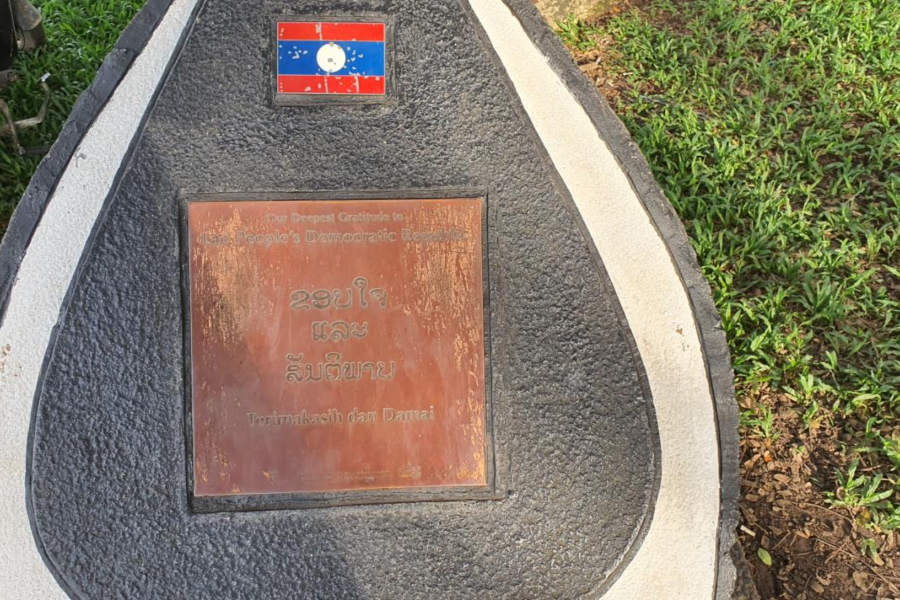 Our Deepest Gratitude to
Lao People's Democratic Republic
ຂອບໃຈ
ແລະ
ສັນຕິພານ
Terimakasih dan Damai